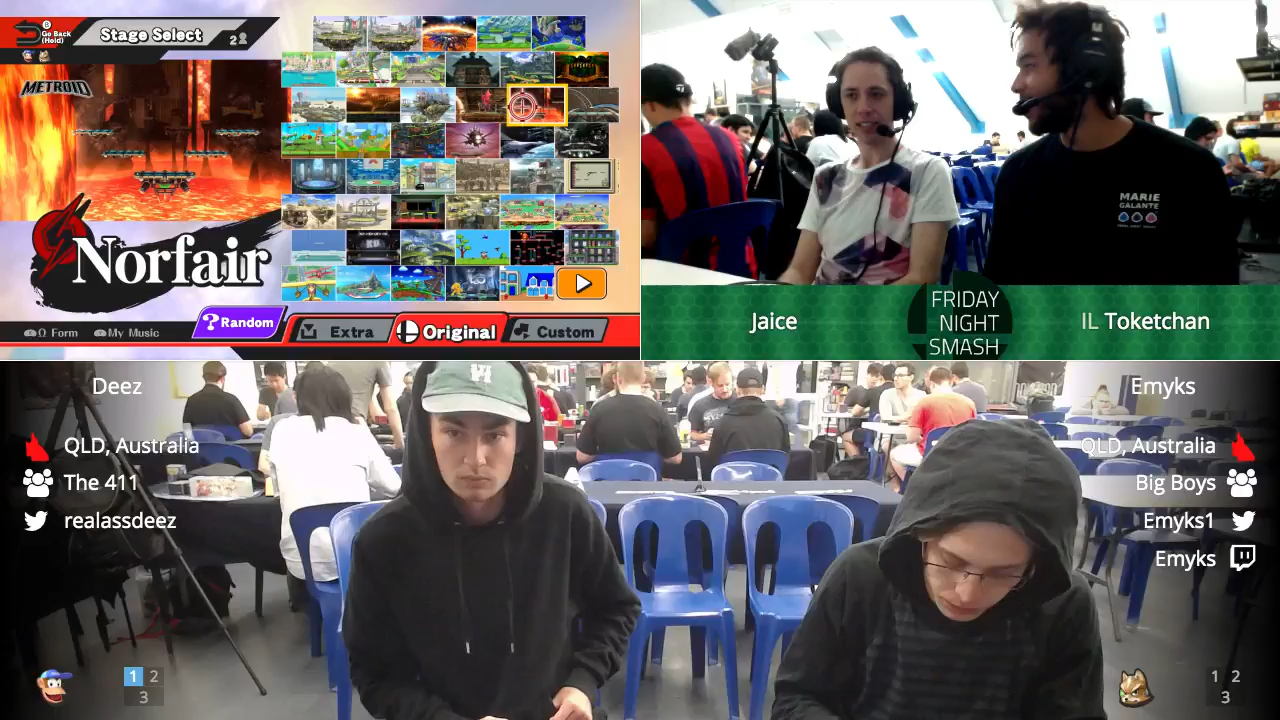 B
Go Back
(Hold)
Stage Select
2
METROID
Norfair
Ω Form
My Music
? Random
Extra
Original
Custom
MARIE
GALANTE
Jaice
FRIDAY
NIGHT
SMASH
IL Toketchan
Deez
QLD, Australia
The 411
realassdeez
1 2
3
Emyks
QLD, Australia
Big Boys
Emyks1
Emyks
1 2
3